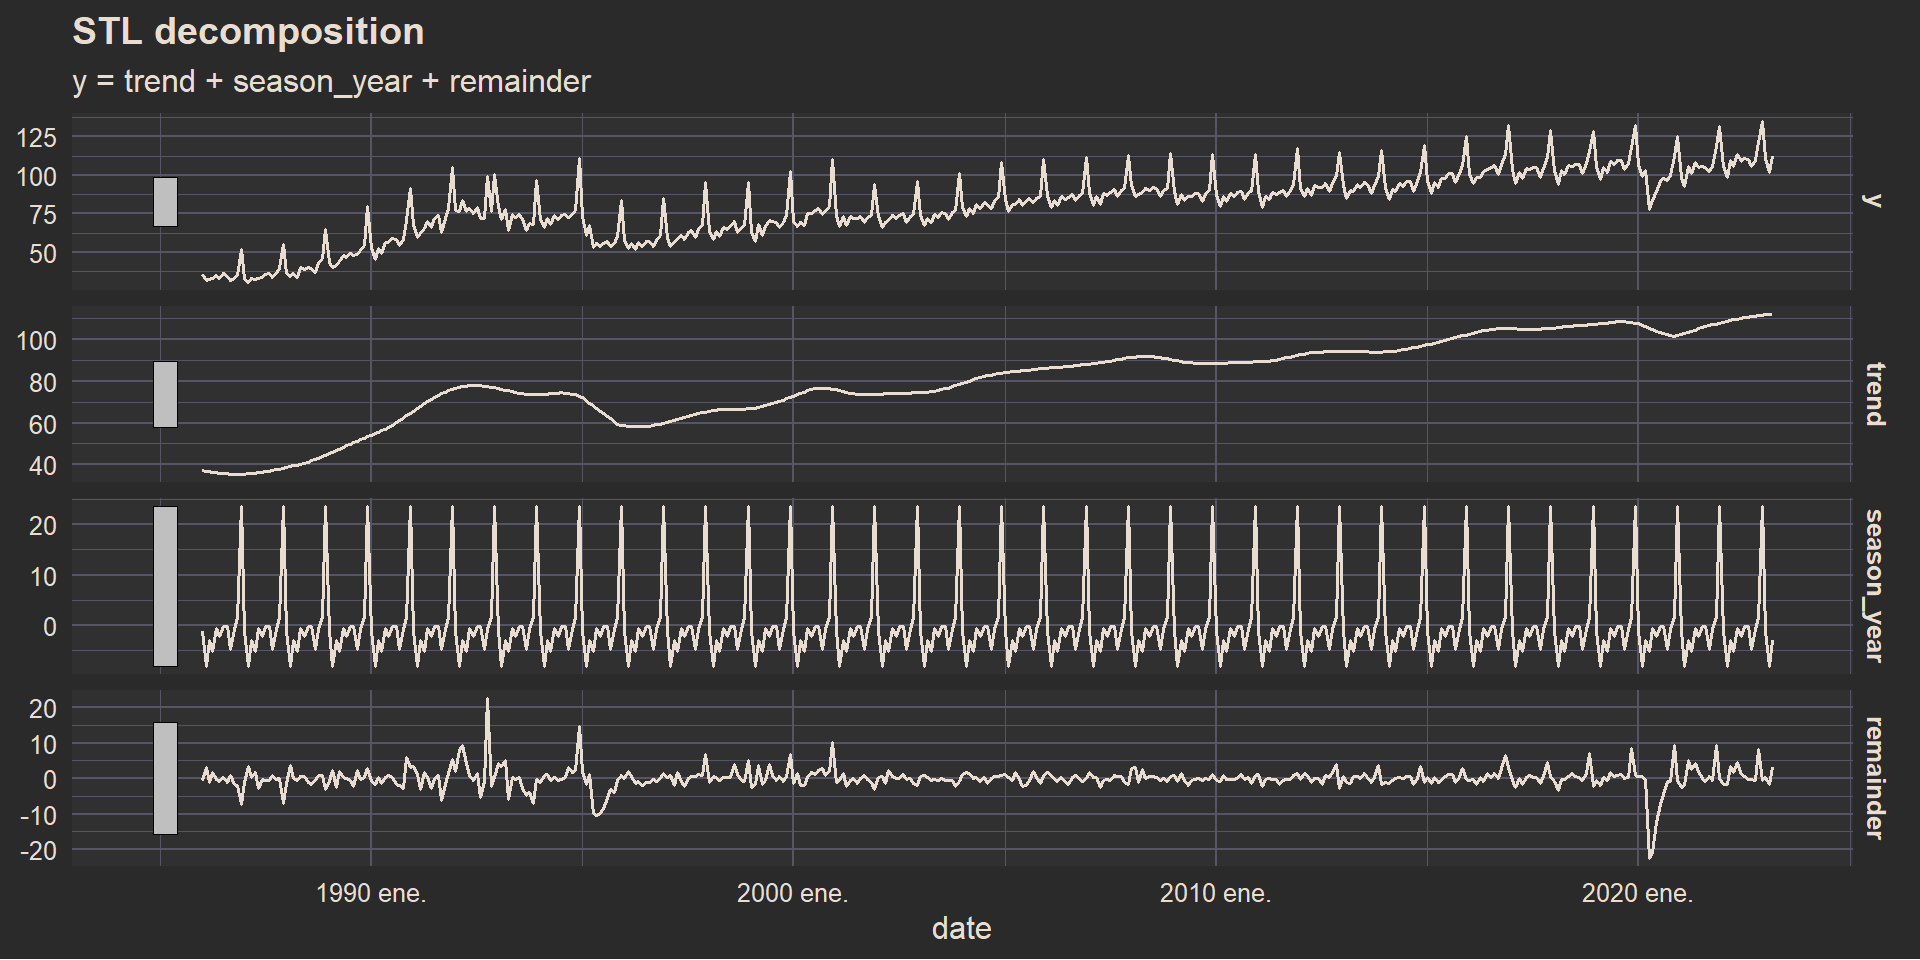 STL decomposition
y = trend + season_year + remainder
125
100
75
50
y
100
80
60
40
trend
20
10
0
season_year
20
10
0
-10
-20
remainder
1990 ene.
2000 ene.
2010 ene.
2020 ene.
date